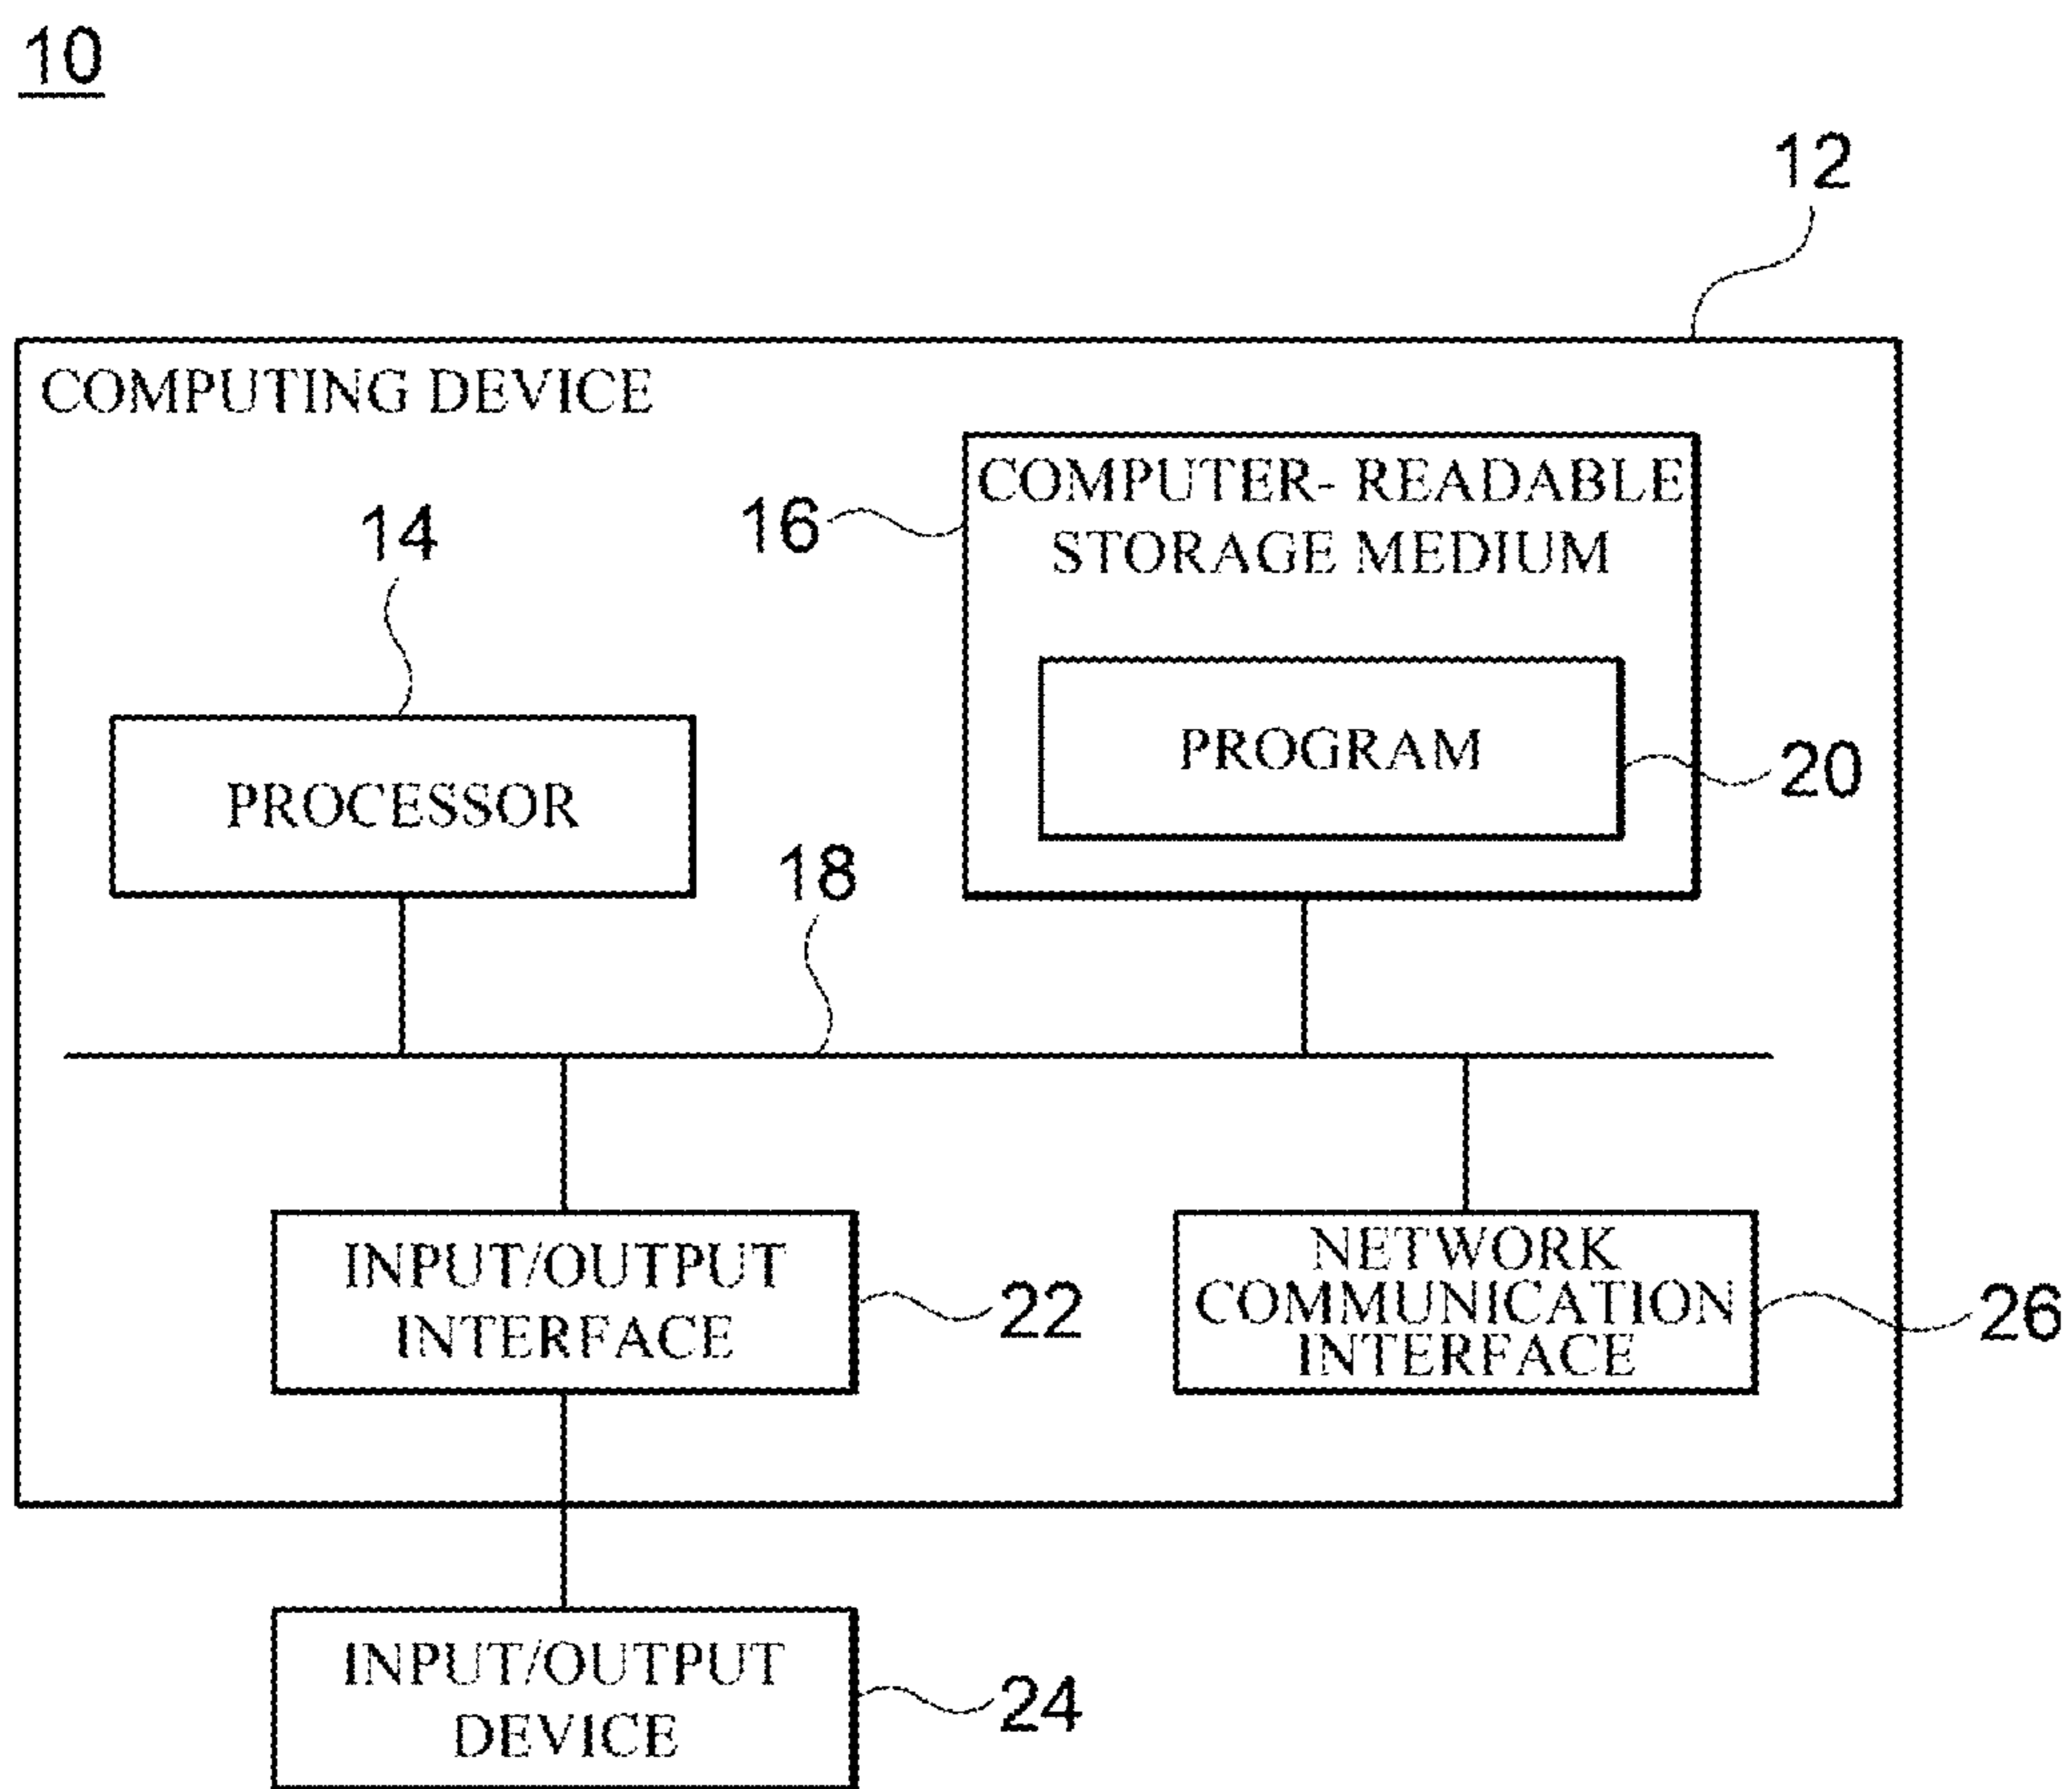 10
12
COMPUTING DEVICE
COMPUTER- READABLE
STORAGE MEDIUM
16
14
PROGRAM
20
PROCESSOR
18
INPUT/OUTPUT
INTERFACE
22
NETWORK
COMMUNICATION
INTERFACE
26
INPUT/OUTPUT
DEVICE
24